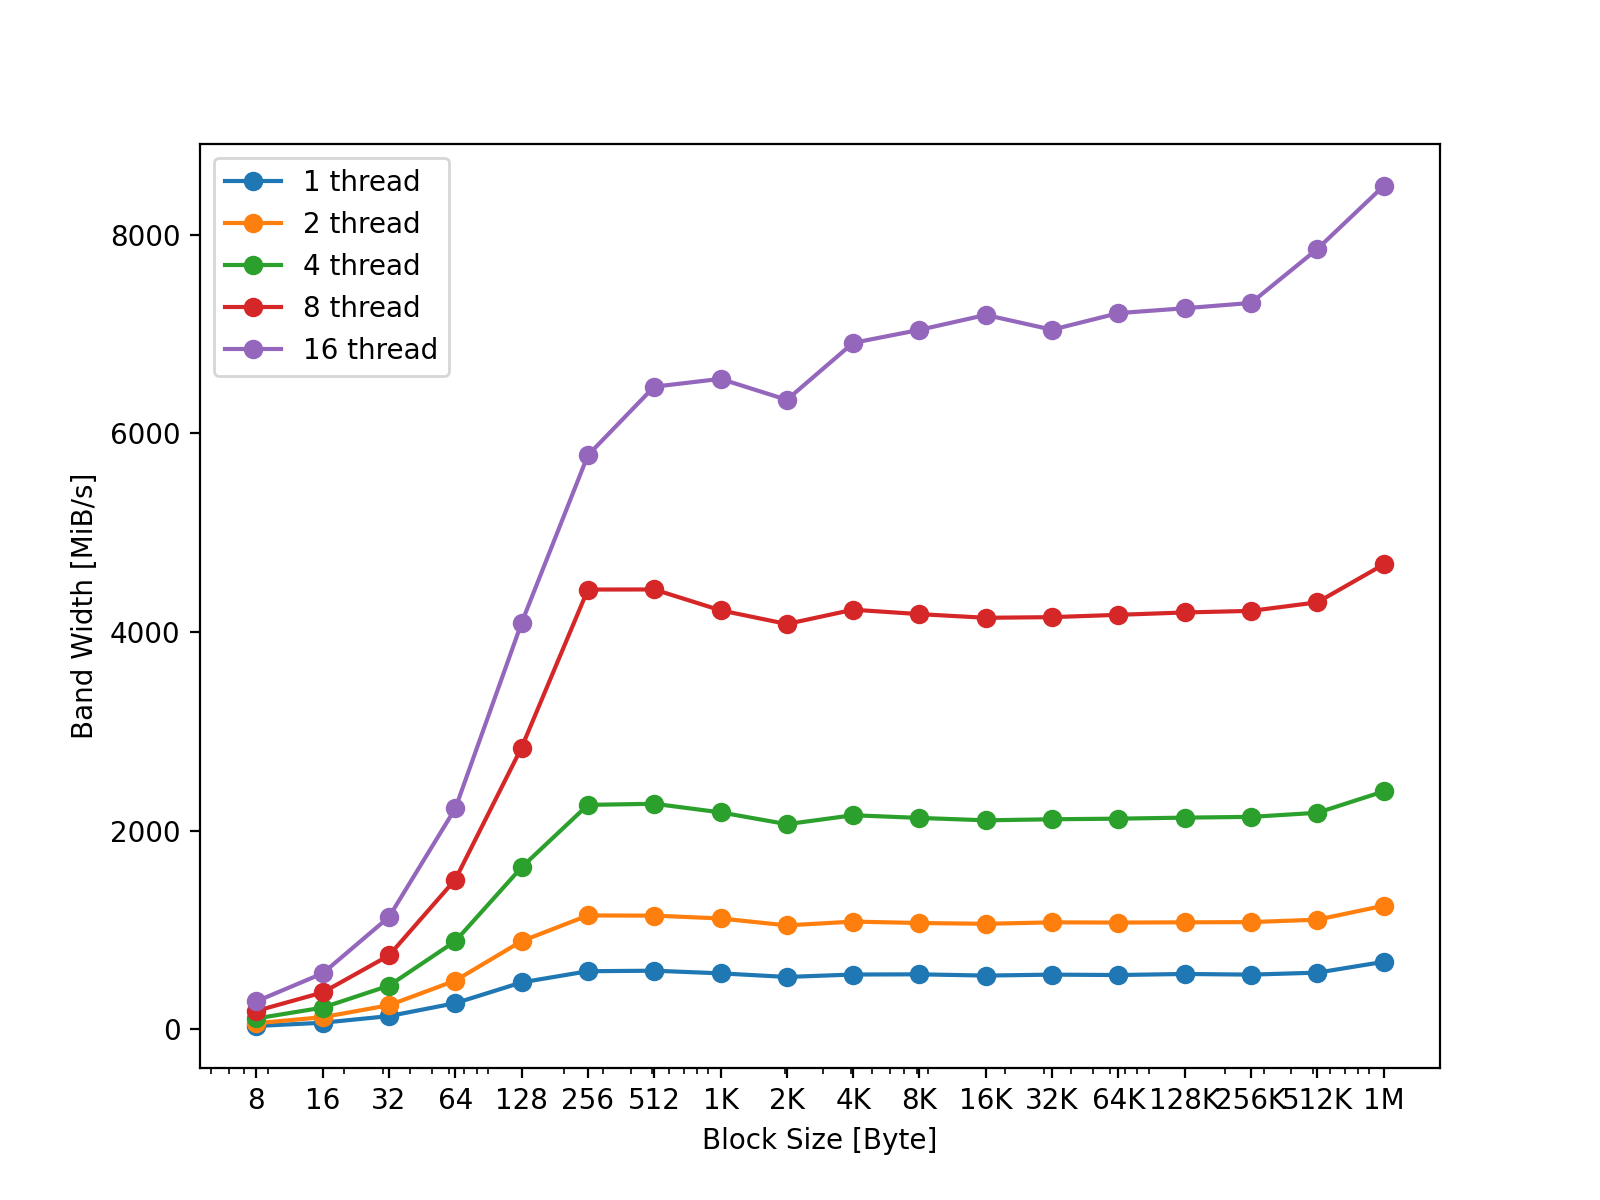 1 thread
2 thread
4 thread
8 thread
16 thread
8000
6000
4000
2000
0
Band Width [MiB/s]
8 16 32 64 128 256 512 1K 2K 4K 8K 16K 32K 64K 128K 256K 512K 1M
Block Size [Byte]